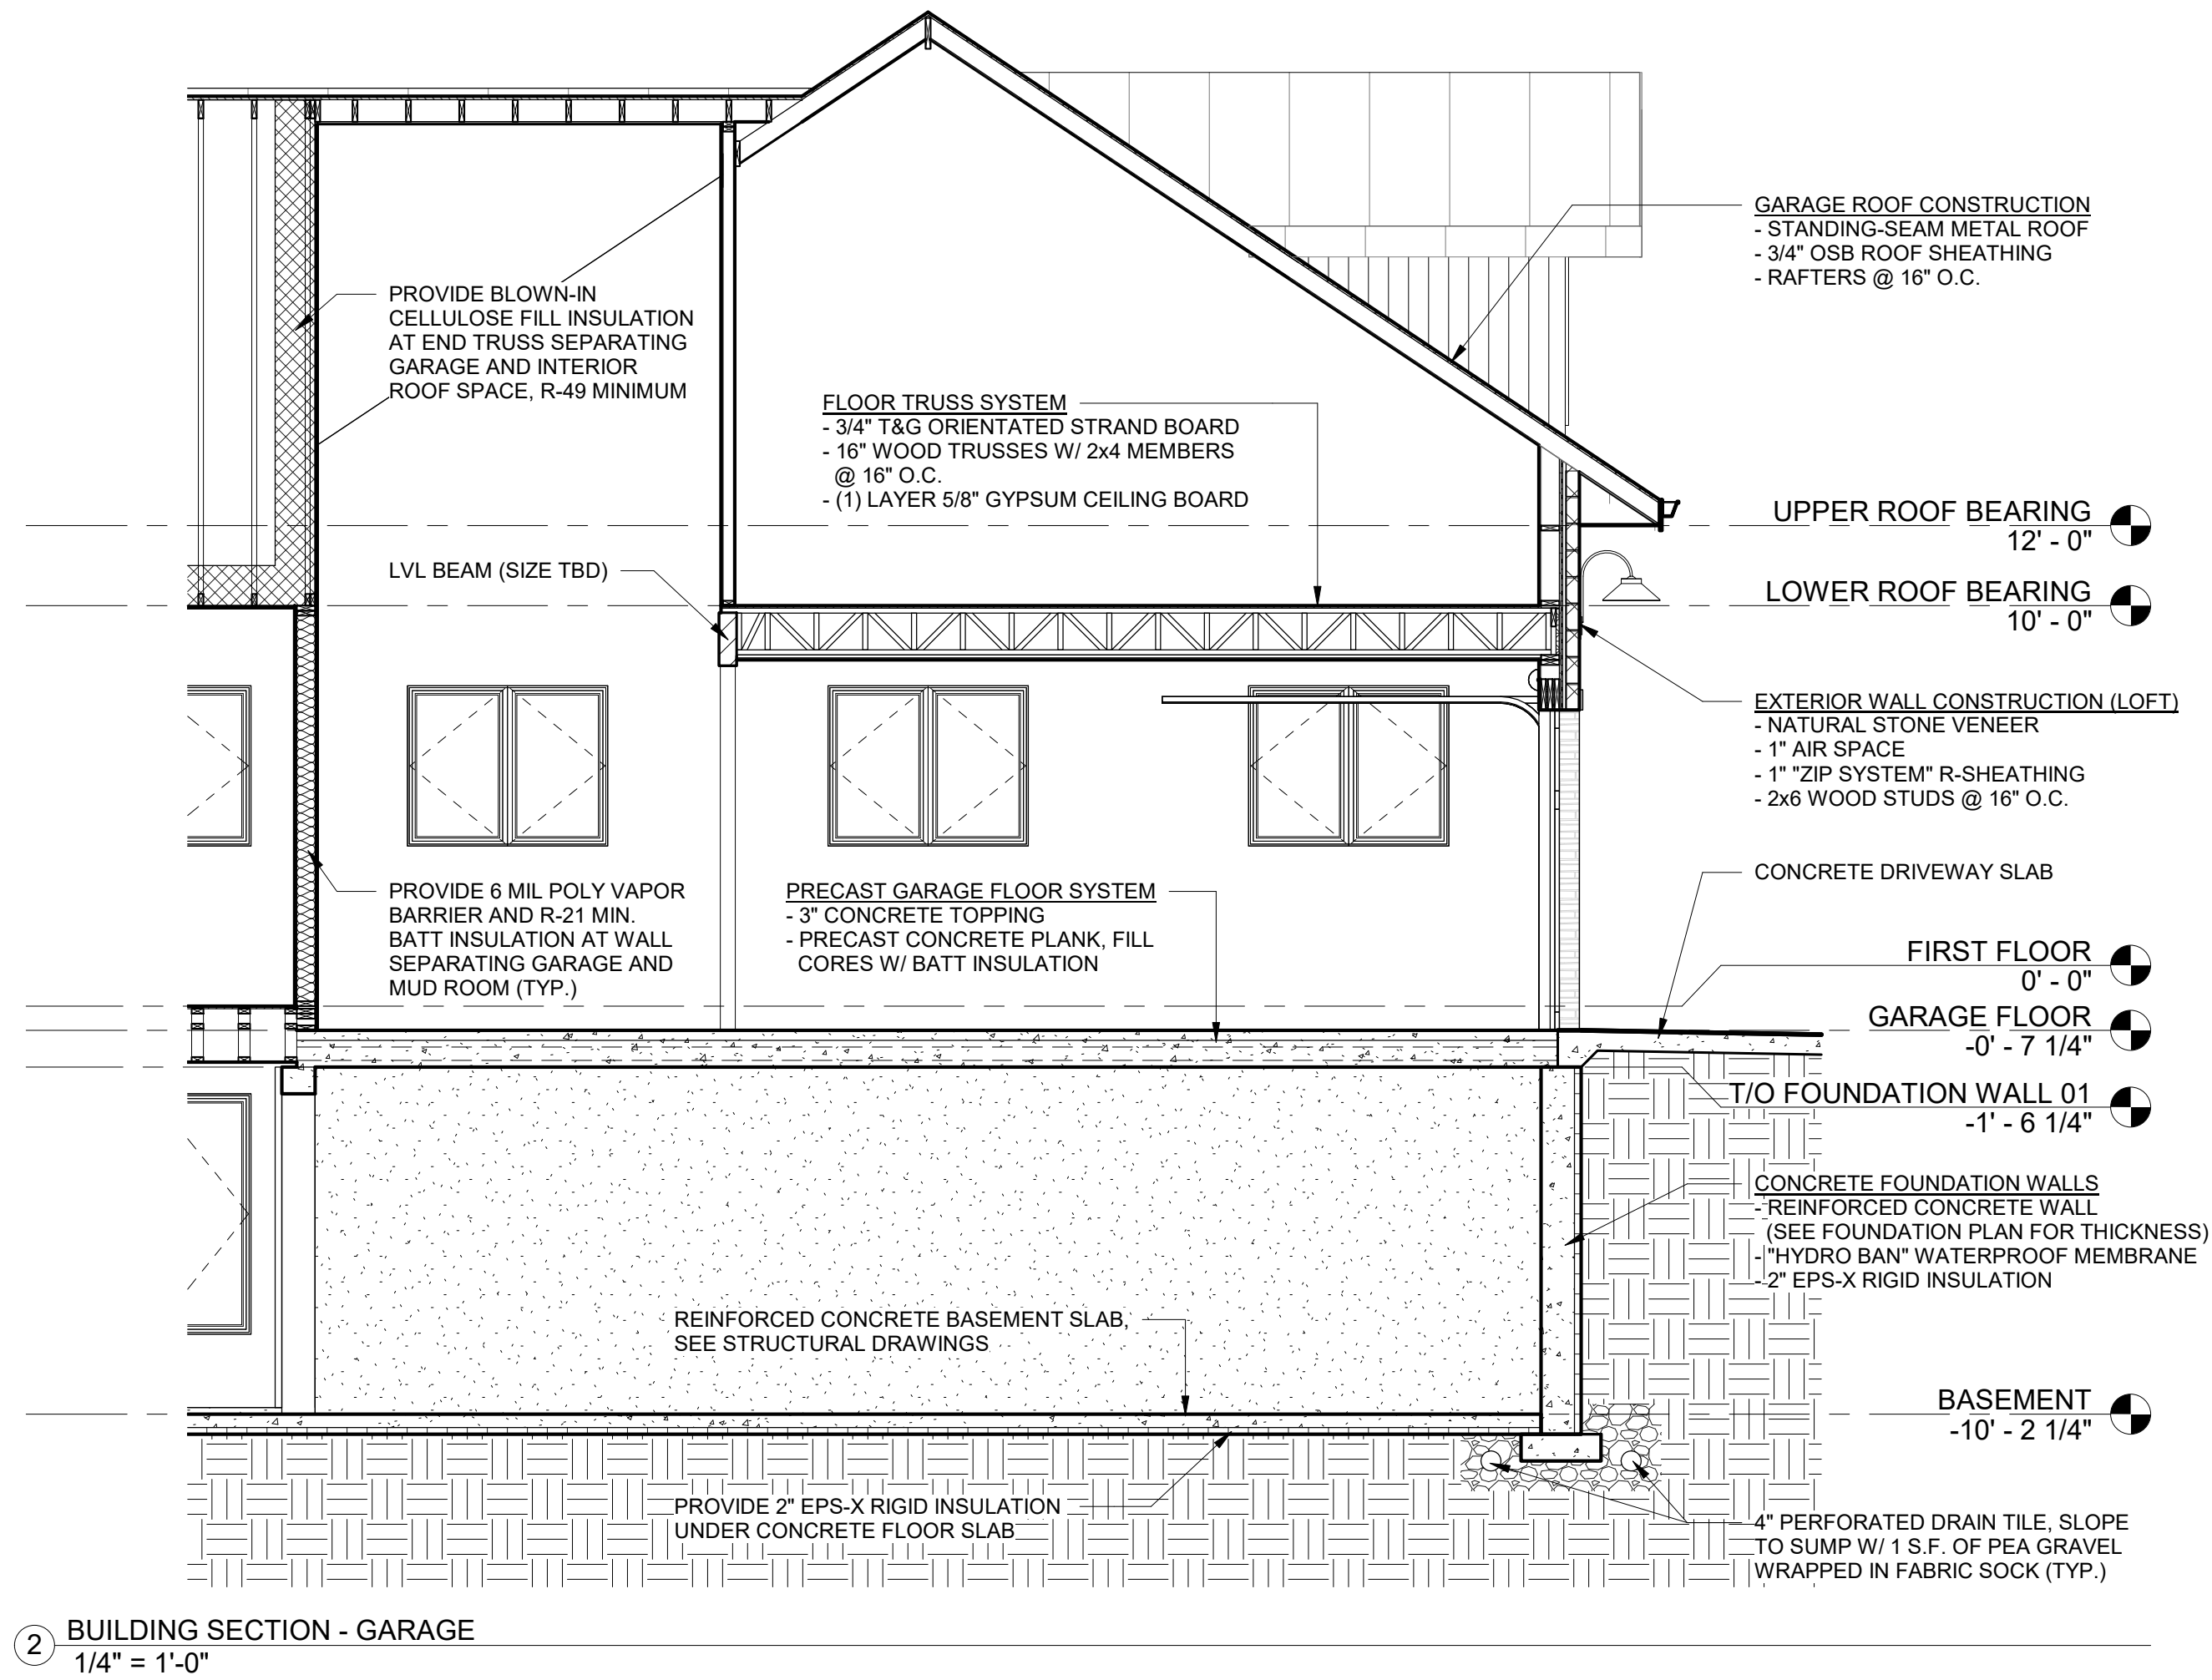 GARAGE ROOF CONSTRUCTION
- STANDING-SEAM METAL ROOF
- 3/4" OSB ROOF SHEATHING
- RAFTERS @ 16" O.C.
PROVIDE BLOWN-IN
CELLULOSE FILL INSULATION
AT END TRUSS SEPARATING
GARAGE AND INTERIOR
ROOF SPACE, R-49 MINIMUM
FLOOR TRUSS SYSTEM
- 3/4" T&G ORIENTATED STRAND BOARD
- 16" WOOD TRUSSES W/ 2x4 MEMBERS
@ 16" O.C.
- (1) LAYER 5/8" GYPSUM CEILING BOARD
UPPER ROOF BEARING
12' - 0"
LVL BEAM (SIZE TBD)
LOWER ROOF BEARING
10' - 0"
EXTERIOR WALL CONSTRUCTION (LOFT)
- NATURAL STONE VENEER
- 1" AIR SPACE
- 1" "ZIP SYSTEM" R-SHEATHING
- 2x6 WOOD STUDS @ 16" O.C.
CONCRETE DRIVEWAY SLAB
PROVIDE 6 MIL POLY VAPOR
BARRIER AND R-21 MIN.
BATT INSULATION AT WALL
SEPARATING GARAGE AND
MUD ROOM (TYP.)
PRECAST GARAGE FLOOR SYSTEM
- 3" CONCRETE TOPPING
- PRECAST CONCRETE PLANK, FILL
CORES W/ BATT INSULATION
FIRST FLOOR
0' - 0"
GARAGE FLOOR
-0' - 7 1/4"
T/O FOUNDATION WALL 01
-1' - 6 1/4"
CONCRETE FOUNDATION WALLS
- REINFORCED CONCRETE WALL
(SEE FOUNDATION PLAN FOR THICKNESS)
- "HYDRO BAN" WATERPROOF MEMBRANE
- 2" EPS-X RIGID INSULATION
REINFORCED CONCRETE BASEMENT SLAB,
SEE STRUCTURAL DRAWINGS
BASEMENT
-10' - 2 1/4"
PROVIDE 2" EPS-X RIGID INSULATION
UNDER CONCRETE FLOOR SLAB
4" PERFORATED DRAIN TILE, SLOPE
TO SUMP W/ 1 S.F. OF PEA GRAVEL
WRAPPED IN FABRIC SOCK (TYP.)
2 BUILDING SECTION - GARAGE
1/4" = 1'-0"